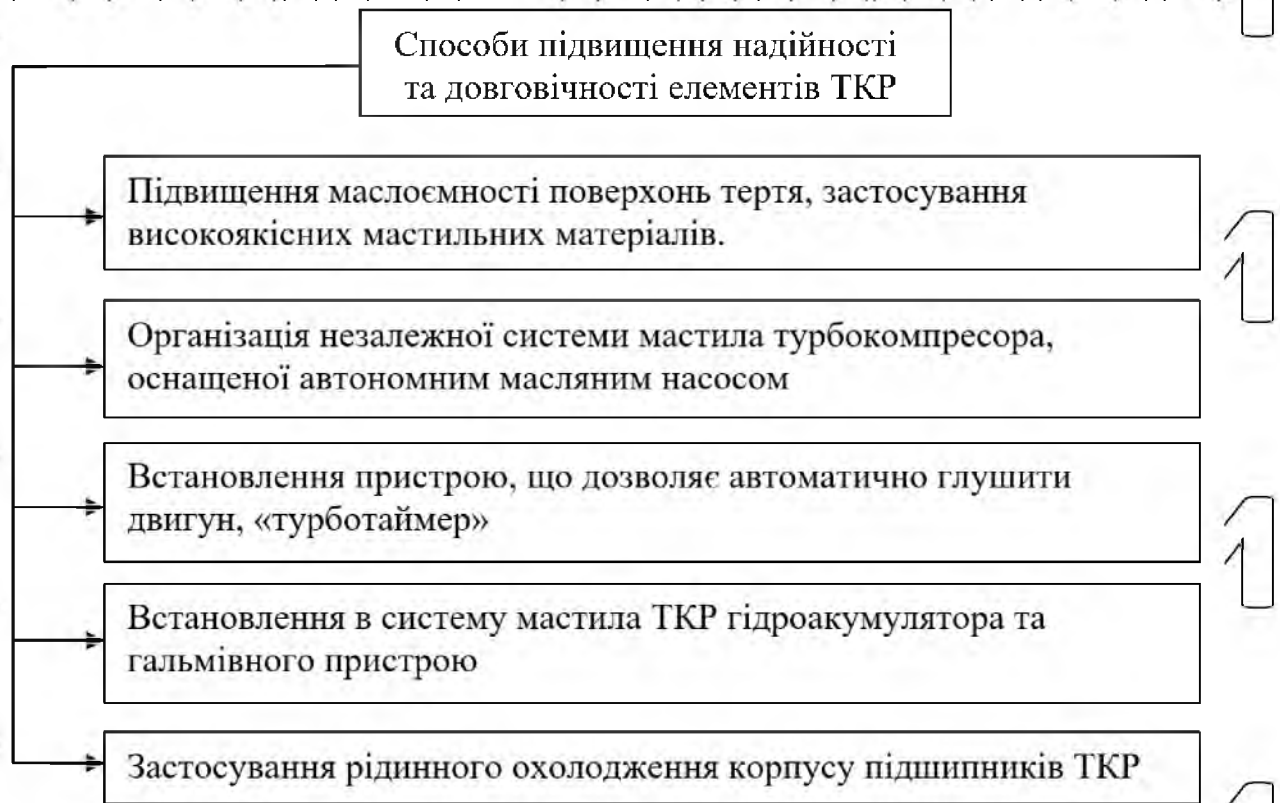 Способи підвищення надійності
та довговічності елементів ТКР
Підвищення маслоємності поверхонь тертя, застосування
високоякісних мастильних матеріалів.
Організація незалежної системи мастила турбокомпресора,
оснащеної автономним масляним насосом
Встановлення пристрою, що дозволяє автоматично глушити
двигун, «турботаймер»
Встановлення в систему мастила ТКР гідроакумулятора та
гальмівного пристрою
Застосування рідинного охолодження корпусу підшипників ТКР